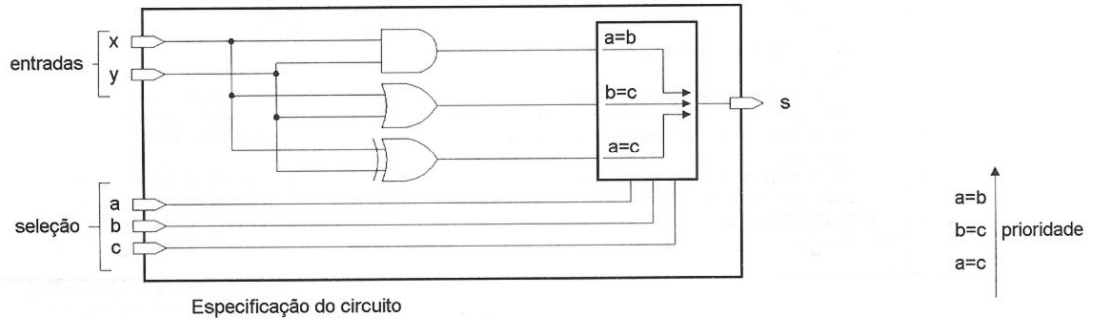 entradas
x
y
a=b
b=c
a=c
s
seleção
a
b
c
a=b
b=c
a=c
prioridade
Especificação do circuito